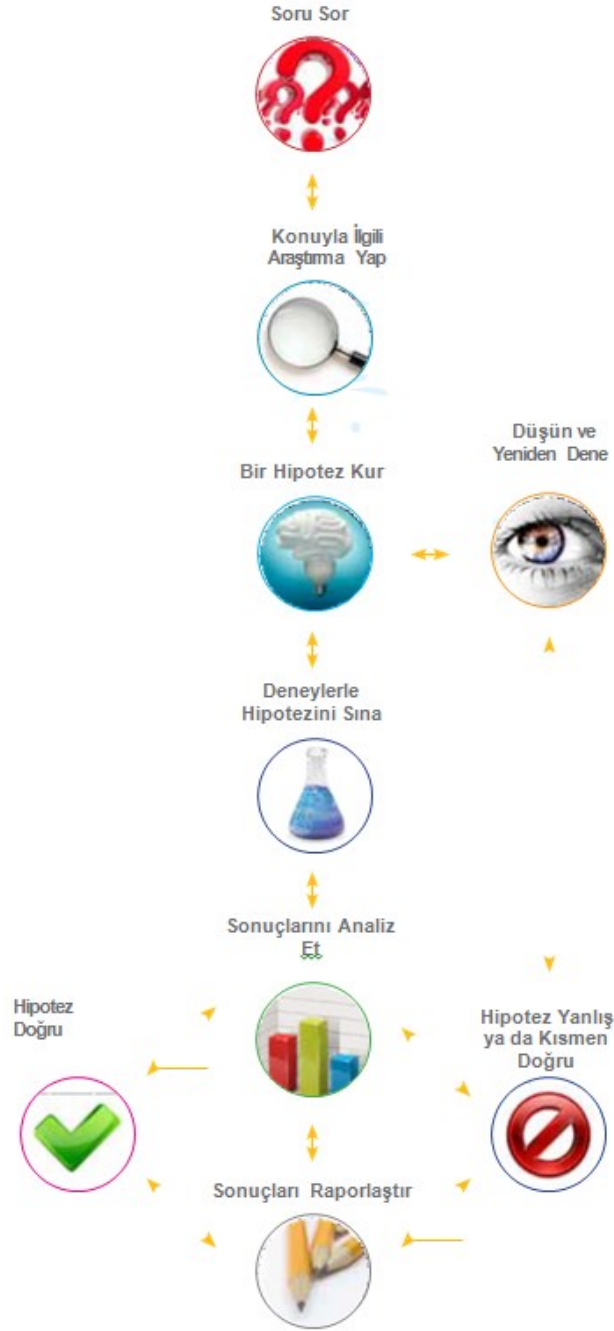 Soru Sor
Konuyla İlgili
Araştırma Yap
Bir Hipotez Kur
Düşün ve
Yeniden Dene
Deneylerle
Hipotezini Sına
Sonuçlarını Analiz
Et
Hipotez
Doğru
Hipotez Yanlış
ya da Kısmen
Doğru
Sonuçları Raporlaştır